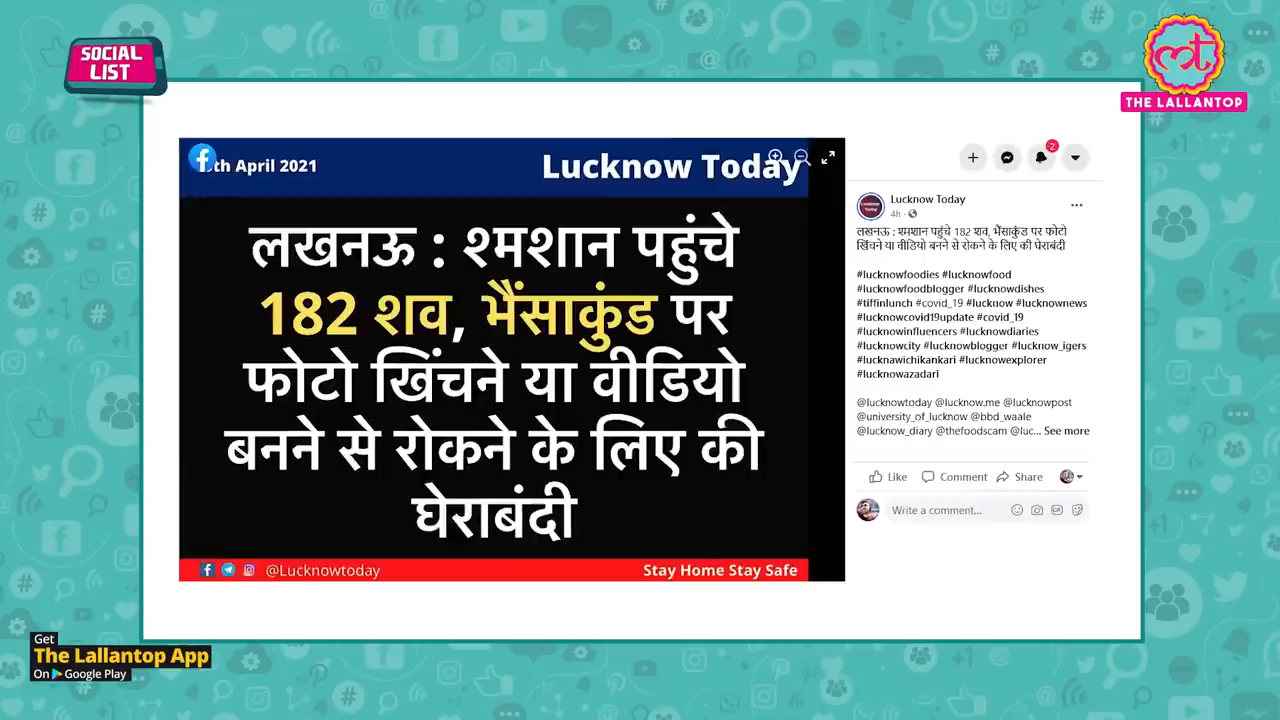 SOCIAL
LIST
THE LALLANTOP
th April 2021
Lucknow Today
लखनऊ : श्मशान पहुंचे
182 शव, भैंसाकुंड पर
फोटो खिंचने या वीडियो
बनने से रोकने के लिए की
घेराबंदी
@Lucknowtoday
Stay Home Stay Safe
2
Lucknow Today
4h
लखनऊ : श्मशान पहुंचे 182 शव, भैंसाकुंड पर फोटो
खिंचने या वीडियो बनने से रोकने के लिए की घेराबंदी
#lucknowfoodies #lucknowfood
#lucknowfoodblogger #lucknowdishes
#tiffinlunch #covid_19 #lucknow #lucknownews
#lucknowcovid19update #covid_19
#lucknowinfluencers #lucknowdiaries
#lucknowcity #lucknowblogger #lucknow_igers
#lucknawichikankari #lucknowexplorer
#lucknowazadari
@lucknowtoday @lucknow.me @lucknowpost
@university_of_lucknow @bbd_waale
@lucknow_diary @thefoodscam @luc... See more
Like Comment Share
Write a comment...
Get
The Lallantop App
On Google Play